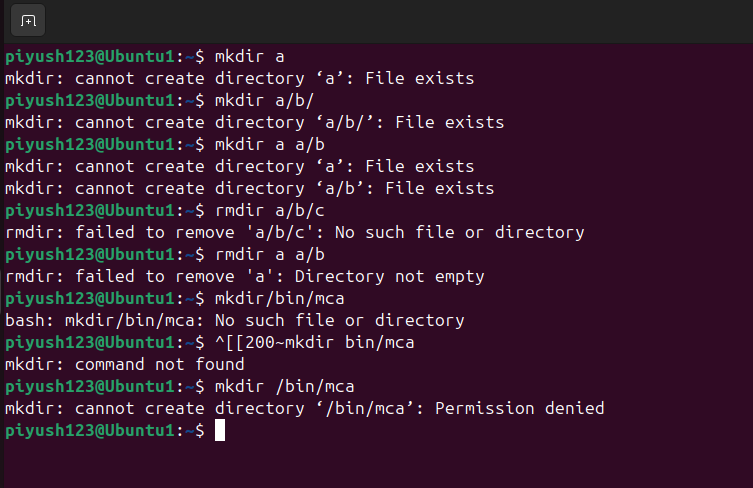 piyush123@Ubuntu1:~$ mkdir a
mkdir: cannot create directory ‘a’: File exists
piyush123@Ubuntu1:~$ mkdir a/b/
mkdir: cannot create directory ‘a/b/’: File exists
piyush123@Ubuntu1:~$ mkdir a a/b
mkdir: cannot create directory ‘a’: File exists
mkdir: cannot create directory ‘a/b’: File exists
piyush123@Ubuntu1:~$ rmdir a/b/c
rmdir: failed to remove 'a/b/c': No such file or directory
piyush123@Ubuntu1:~$ rmdir a a/b
rmdir: failed to remove 'a': Directory not empty
piyush123@Ubuntu1:~$ mkdir/bin/mca
bash: mkdir/bin/mca: No such file or directory
piyush123@Ubuntu1:~$ ^[[200~mkdir bin/mca
mkdir: command not found
piyush123@Ubuntu1:~$ mkdir /bin/mca
mkdir: cannot create directory ‘/bin/mca’: Permission denied
piyush123@Ubuntu1:~$